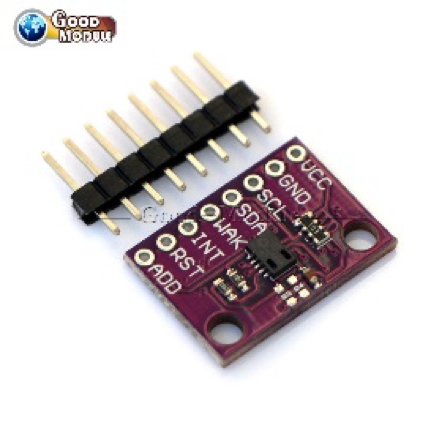 GOOD
MODULE
VCC
GND
SCL
SDA
WAK
INT
RST
ADD